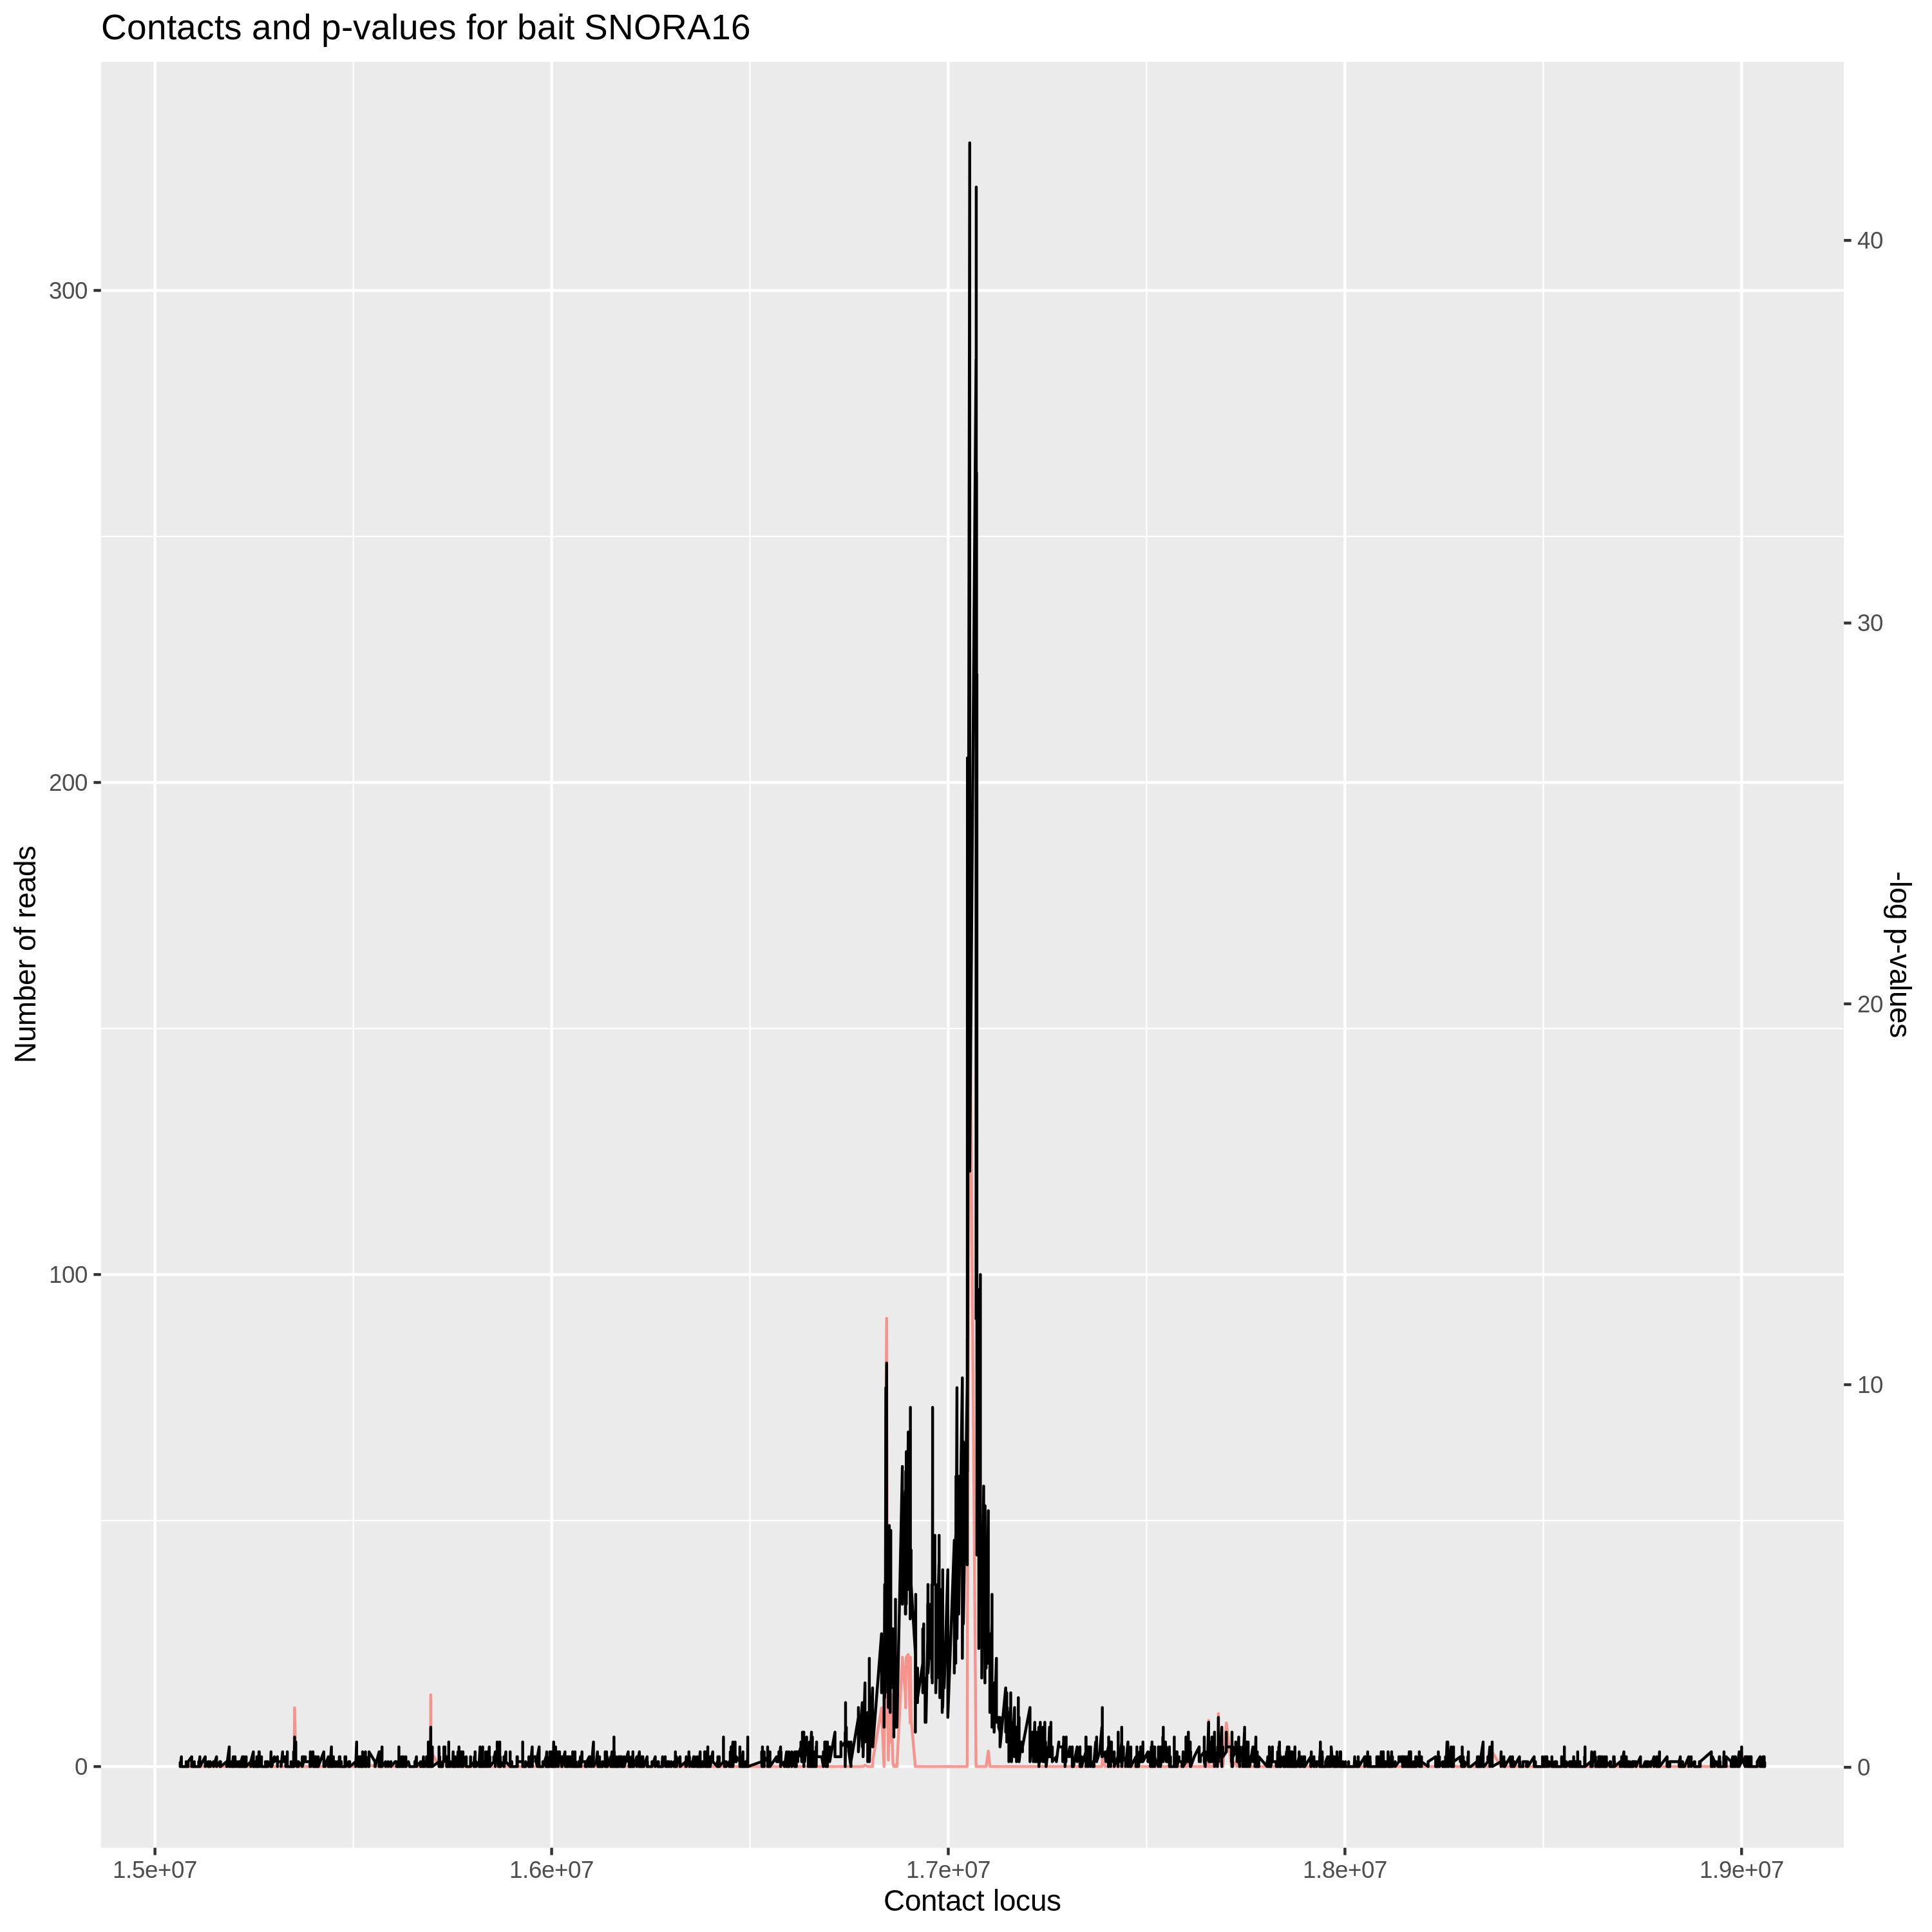 Contacts and p-values for bait SNORA16
300
200
100
0
Number of reads
40
30
20
10
0
-log p-values
1.5e+07
1.6e+07
1.7e+07
1.8e+07
1.9e+07
Contact locus